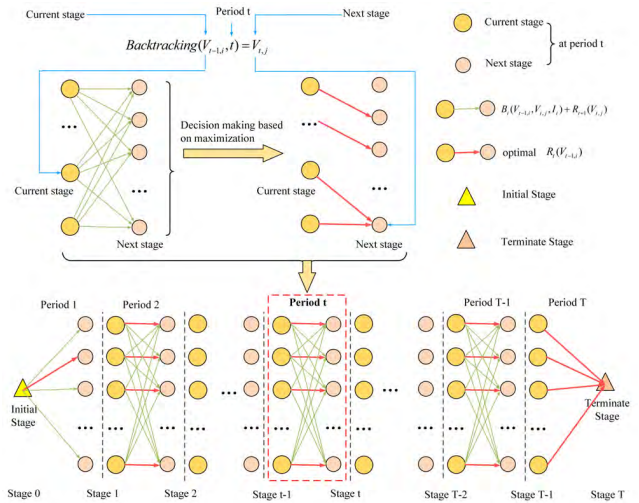 Current stage
Period t
Next stage
Backtracking(V_{t-1,i}, t) = V_{t,j}
Current stage
Next stage
at period t
B_t(V_{t-1,i}, V_{t,j}, I_t) + R_{t+1}(V_{t,j})
optimal R_t(V_{t-1,i})
Initial Stage
Terminate Stage
...
Decision making based
on maximization
...
Current stage
...
Next stage
...
Current stage
...
Next stage
Period 1
Period 2
Period t
Period T-1
Period T
Initial
Stage
Terminate
Stage
Stage 0
Stage 1
Stage 2
Stage t-1
Stage t
Stage T-2
Stage T-1
Stage T